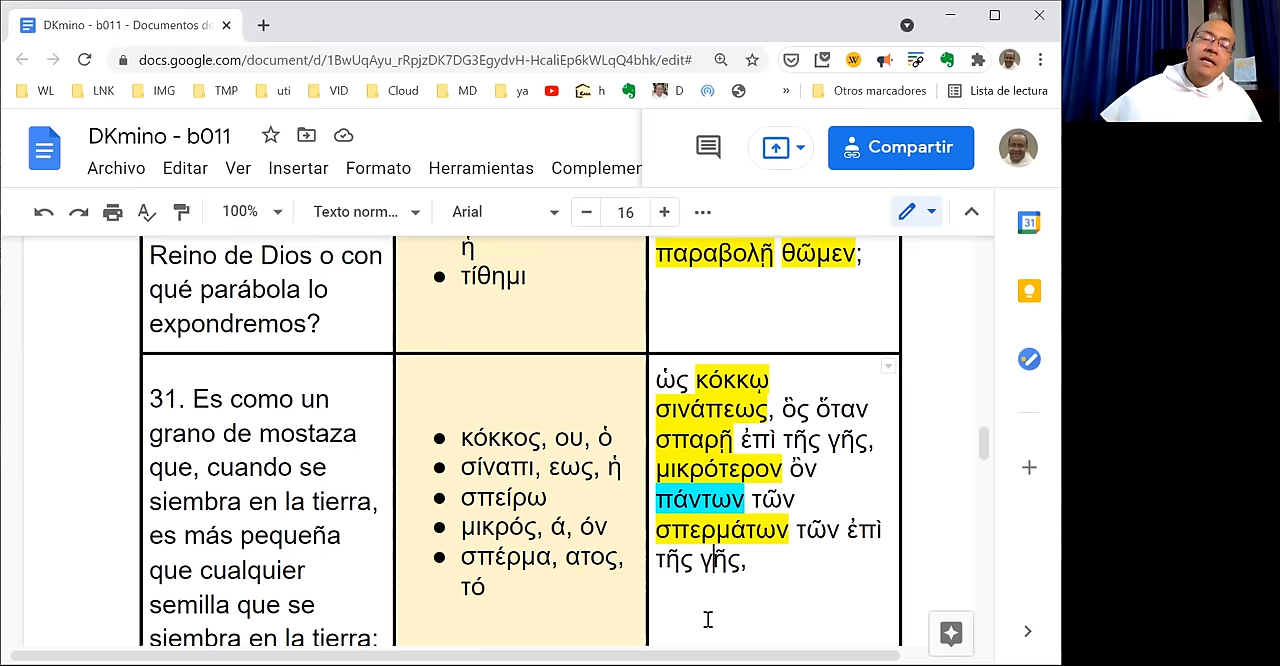 DKmino - b011 - Documentos de
docs.google.com/document/d/1BwUqAyu_rRpjzDK7DG3EgydvH-HcaliEp6kWLqQ4bhk/edit#
WL LNK IMG TMP uti VID Cloud MD ya h D » Otros marcadores Lista de lectura
DKmino - b011
Archivo Editar Ver Insertar Formato Herramientas Complemen
Compartir
100% Texto norm... Arial 16
31
Reino de Dios o con
qué parábola lo
expondremos?
ἡ
τίθημι
παραβολῇ θῶμεν;
31. Es como un
grano de mostaza
que, cuando se
siembra en la tierra,
es más pequeña
que cualquier
semilla que se
siembra en la tierra;
κόκκος, ου, ὁ
σίναπι, εως, ἡ
σπείρω
μικρός, ά, όν
σπέρμα, ατος,
τό
ὡς κόκκῳ
σινάπεως, ὃς ὅταν
σπαρῇ ἐπὶ τῆς γῆς,
μικρότερον ὂν
πάντων τῶν
σπερμάτων τῶν ἐπὶ
τῆς γῆς,